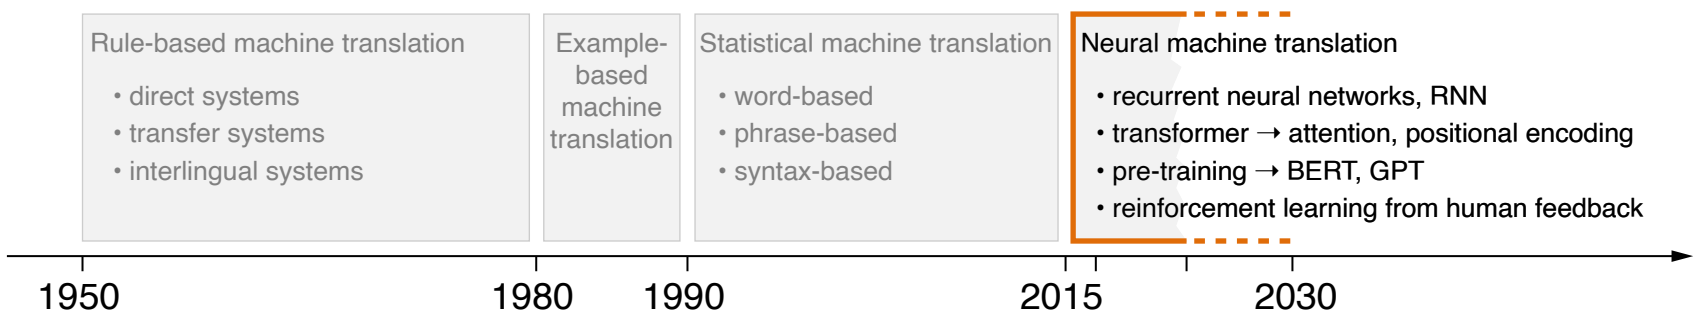 Rule-based machine translation
• direct systems
• transfer systems
• interlingual systems
Example-
based
machine
translation
Statistical machine translation
• word-based
• phrase-based
• syntax-based
Neural machine translation
• recurrent neural networks, RNN
• transformer → attention, positional encoding
• pre-training → BERT, GPT
• reinforcement learning from human feedback
1950
1980
1990
2015
2030